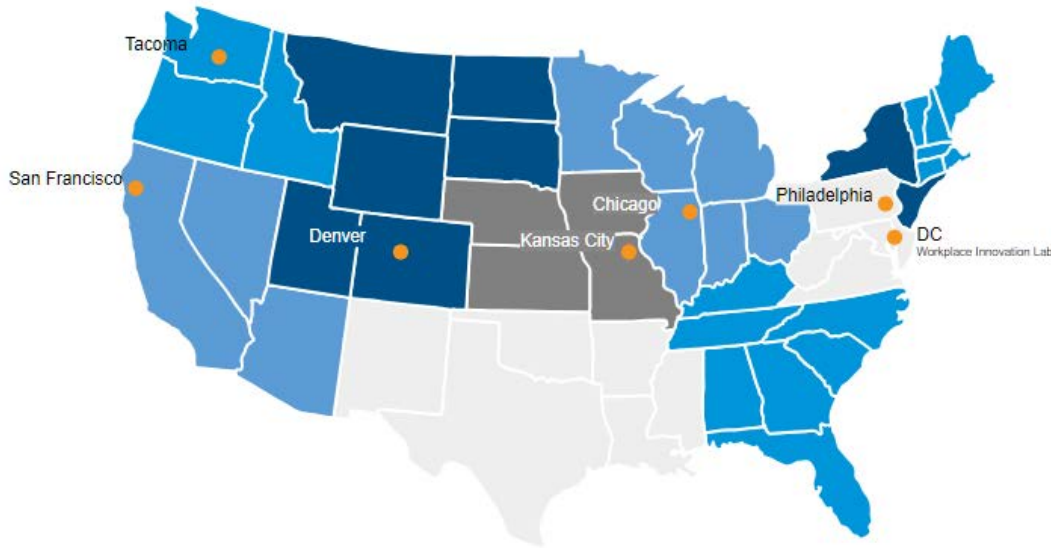 Tacoma
San Francisco
Denver
Chicago
Kansas City
Philadelphia
DC
Workplace Innovation Lab